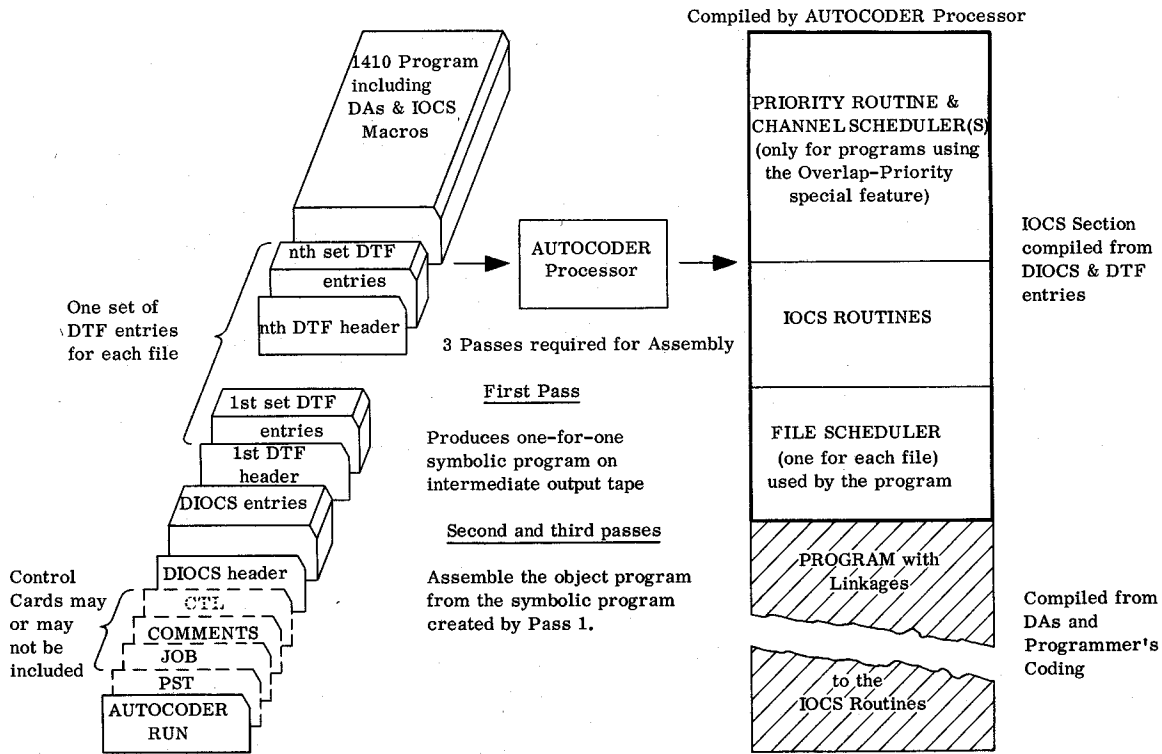 Compiled by AUTOCODER Processor
1410 Program
including
DAs & IOCS
Macros
nth set DTF
entries
nth DTF header
One set of
DTF entries
for each file
1st set DTF
entries
1st DTF
header
DIOCS entries
DIOCS header
Control
Cards may
or may
not be
included
CTL
COMMENTS
JOB
PST
AUTOCODER
RUN
AUTOCODER
Processor
3 Passes required for Assembly
First Pass
Produces one-for-one
symbolic program on
intermediate output tape
Second and third passes
Assemble the object program
from the symbolic program
created by Pass 1.
PRIORITY ROUTINE &
CHANNEL SCHEDULER(S)
(only for programs using
the Overlap-Priority
special feature)
IOCS ROUTINES
FILE SCHEDULER
(one for each file)
used by the program
PROGRAM with
Linkages
to the
IOCS Routines
IOCS Section
compiled from
DIOCS & DTF
entries
Compiled from
DAs and
Programmer's
Coding